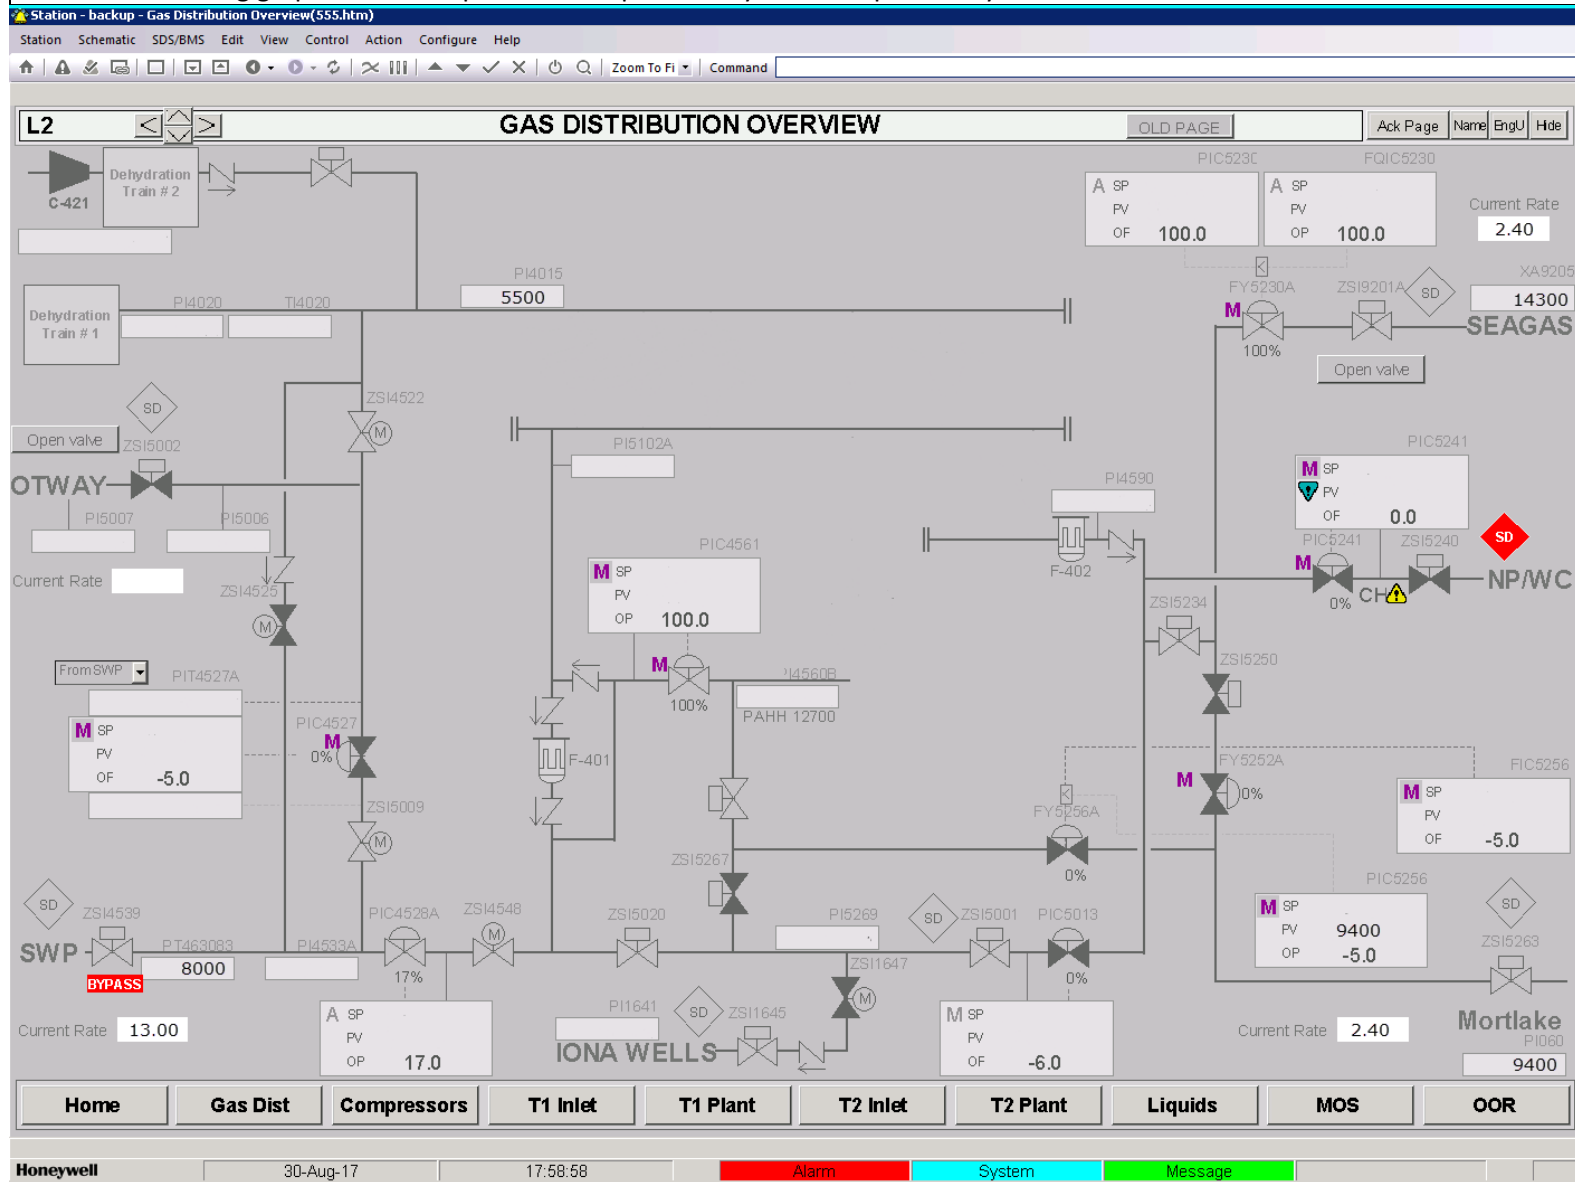 Station - backup - Gas Distribution Overview(555.htm)
Station Schematic SDS/BMS Edit View Control Action Configure Help
Zoom To Fi Command
L2 < > GAS DISTRIBUTION OVERVIEW OLD PAGE Ack Page Name EngU Hide
PIC5230 FQIC5230
Dehydration
Train # 2
C-421
A SP
PV
OF 100.0
A SP
PV
OP 100.0
Current Rate
2.40
PI4015
5500
FY5230A ZSI9201A SD XA9205
14300
M
100%
SEAGAS
Open valve
Dehydration
Train # 1
PI4020 TI4020
ZSI4522
M
SD
Open valve ZSI5002
OTWAY
PI5007 PI5006
Current Rate
PI5102A
PI4590
F-402
PIC5241
M SP
PV
OF 0.0
PIC5241 ZSI5240 SD
M
0% CH
NP/WC
ZSI4525
M
PIC4561
M SP
PV
OP 100.0
M
100%
PI4560B
PAHH 12700
ZSI5234
ZSI5250
From SWP PIT4527A
M SP
PV
OF -5.0
PIC4527
M
0%
F-401
ZSI5009
M
FY5252A
M
0%
FIC5256
M SP
PV
OF -5.0
FY5256A
0%
ZSI5267
PIC5256
M SP
PV 9400
OP -5.0
SD
ZSI5263
SD
ZSI4539
SWP
BYPASS
PT463083
8000
PI4533A
PIC4528A
17%
ZSI4548
M
ZSI5020
PI5269
SD
ZSI5001 PIC5013
0%
ZSI1647
M
Current Rate 13.00
A SP
PV
OP 17.0
PI1641
SD
ZSI1645
IONA WELLS
M SP
PV
OF -6.0
Current Rate 2.40
Mortlake
PI060
9400
Home Gas Dist Compressors T1 Inlet T1 Plant T2 Inlet T2 Plant Liquids MOS OOR
Honeywell 30-Aug-17 17:58:58 Alarm System Message